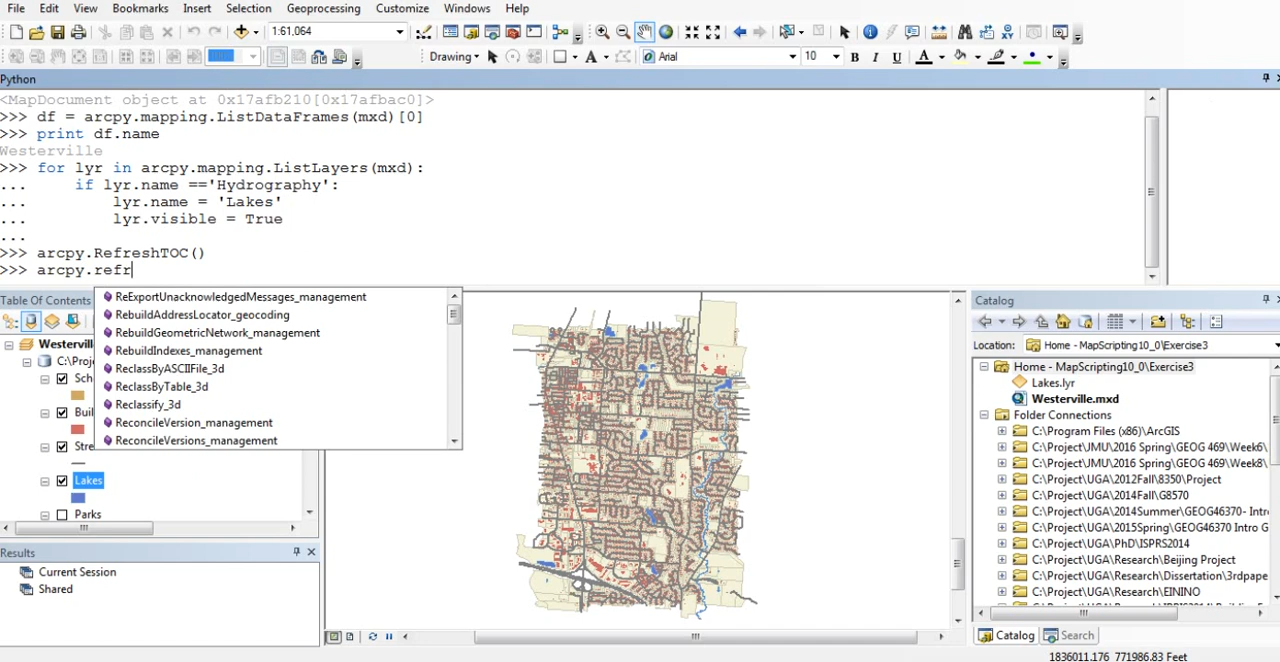 File Edit View Bookmarks Insert Selection Geoprocessing Customize Windows Help
1:61,064
Drawing Arial 10 B I U A
Python
<MapDocument object at 0x17afb210[0x17afbac0]>
>>> df = arcpy.mapping.ListDataFrames(mxd)[0]
>>> print df.name
Westerville
>>> for lyr in arcpy.mapping.ListLayers(mxd):
... if lyr.name =='Hydrography':
... lyr.name = 'Lakes'
... lyr.visible = True
...
>>> arcpy.RefreshTOC()
>>> arcpy.refr
ReExportUnacknowledgedMessages_management
RebuildAddressLocator_geocoding
RebuildGeometricNetwork_management
RebuildIndexes_management
ReclassByASCIIFile_3d
ReclassByTable_3d
Reclassify_3d
ReconcileVersion_management
ReconcileVersions_management
Table Of Contents
Westervill
C:\Proj
Sch
Buil
Stre
Lakes
Parks
Results
Current Session
Shared
Catalog
Location: Home - MapScripting10_0\Exercise3
Home - MapScripting10_0\Exercise3
Lakes.lyr
Westerville.mxd
Folder Connections
C:\Program Files (x86)\ArcGIS
C:\Project\JMU\2016 Spring\GEOG 469\Week6\
C:\Project\JMU\2016 Spring\GEOG 469\Week8\
C:\Project\UGA\2012Fall\8350\Project
C:\Project\UGA\2014Fall\G8570
C:\Project\UGA\2014Summer\GEOG46370- Intro
C:\Project\UGA\2015Spring\GEOG46370 Intro G
C:\Project\UGA\PhD\ISPRS2014
C:\Project\UGA\Research\Beijing Project
C:\Project\UGA\Research\Dissertation\3rdpape
C:\Project\UGA\Research\EININO
Catalog Search
1836011.176 771986.83 Feet